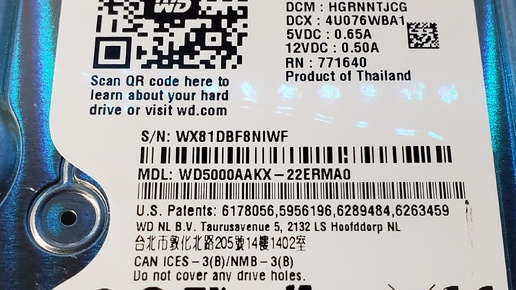 WD
DCM : HGRNNTJCG
DCX : 4U076WBA1
5VDC : 0.65A
12VDC : 0.50A
RN : 771640
Product of Thailand
Scan QR code here to
learn about your hard
drive or visit wd.com
S/N: WX81DBF8NIWF
MDL: WD5000AAKX-22ERMA0
U.S. Patents: 6178056,5956196,6289484,6263459
WD NL B.V. Taurusavenue 5, 2132 LS Hoofddorp NL
台北市敦化北路205號14樓1402室
CAN ICES-3(B)/NMB-3(B)
Do not cover any drive holes.